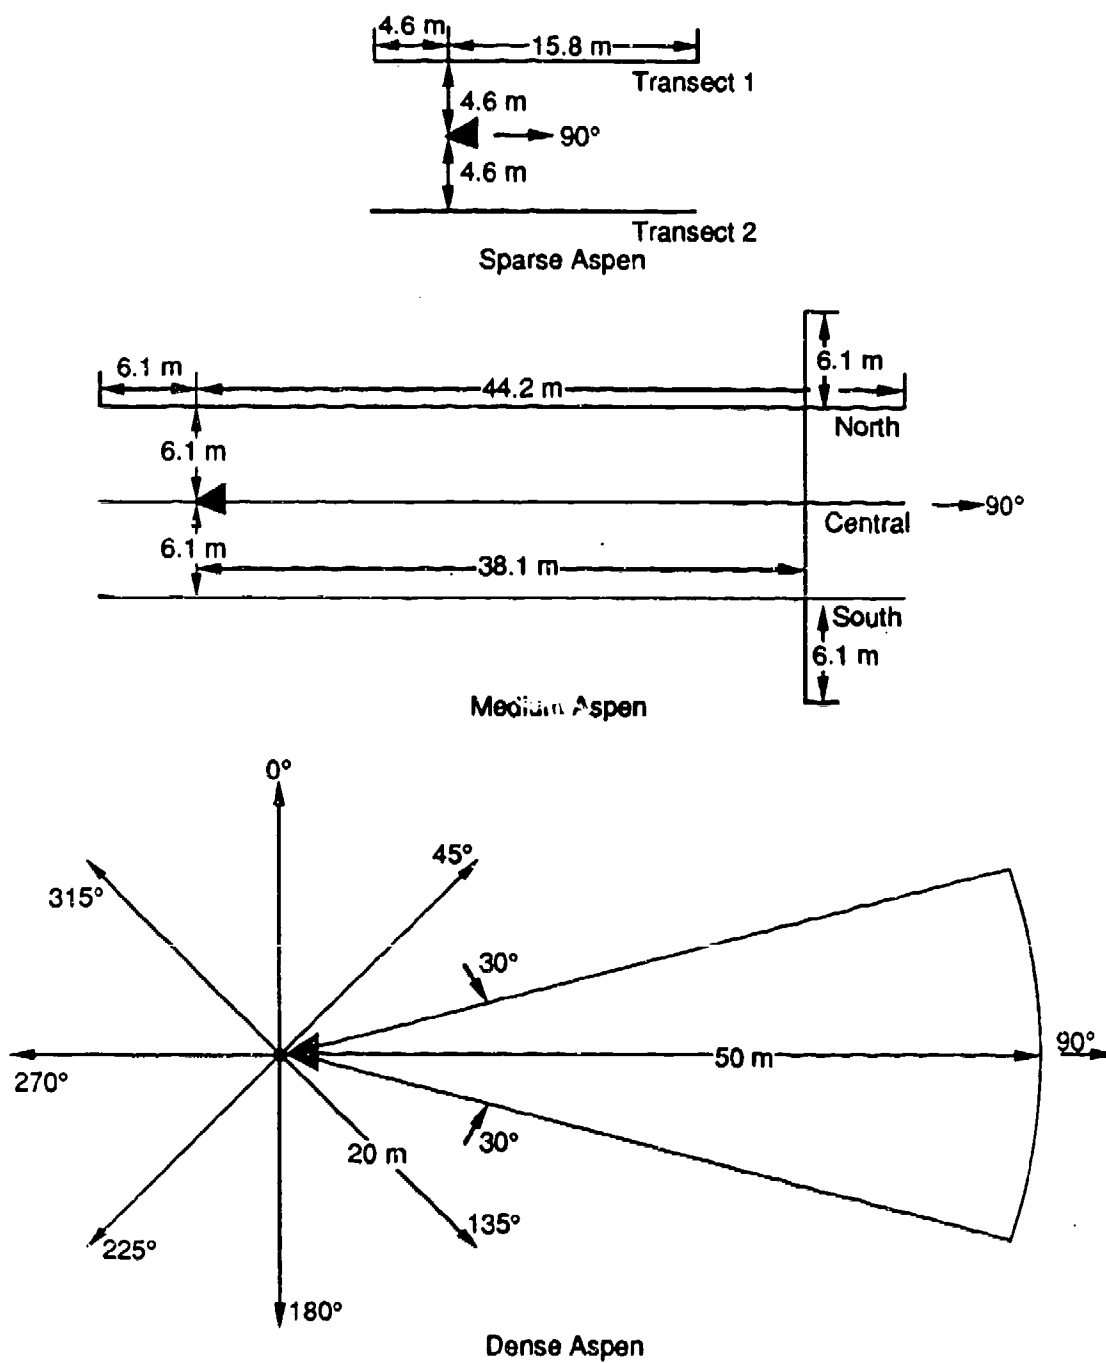 4.6 m
15.8 m
Transect 1
4.6 m
90°
4.6 m
Transect 2
Sparse Aspen
6.1 m
44.2 m
6.1 m
North
6.1 m
Central
90°
6.1 m
38.1 m
South
6.1 m
Medium Aspen
0°
45°
315°
30°
50 m
90°
270°
30°
20 m
135°
225°
180°
Dense Aspen